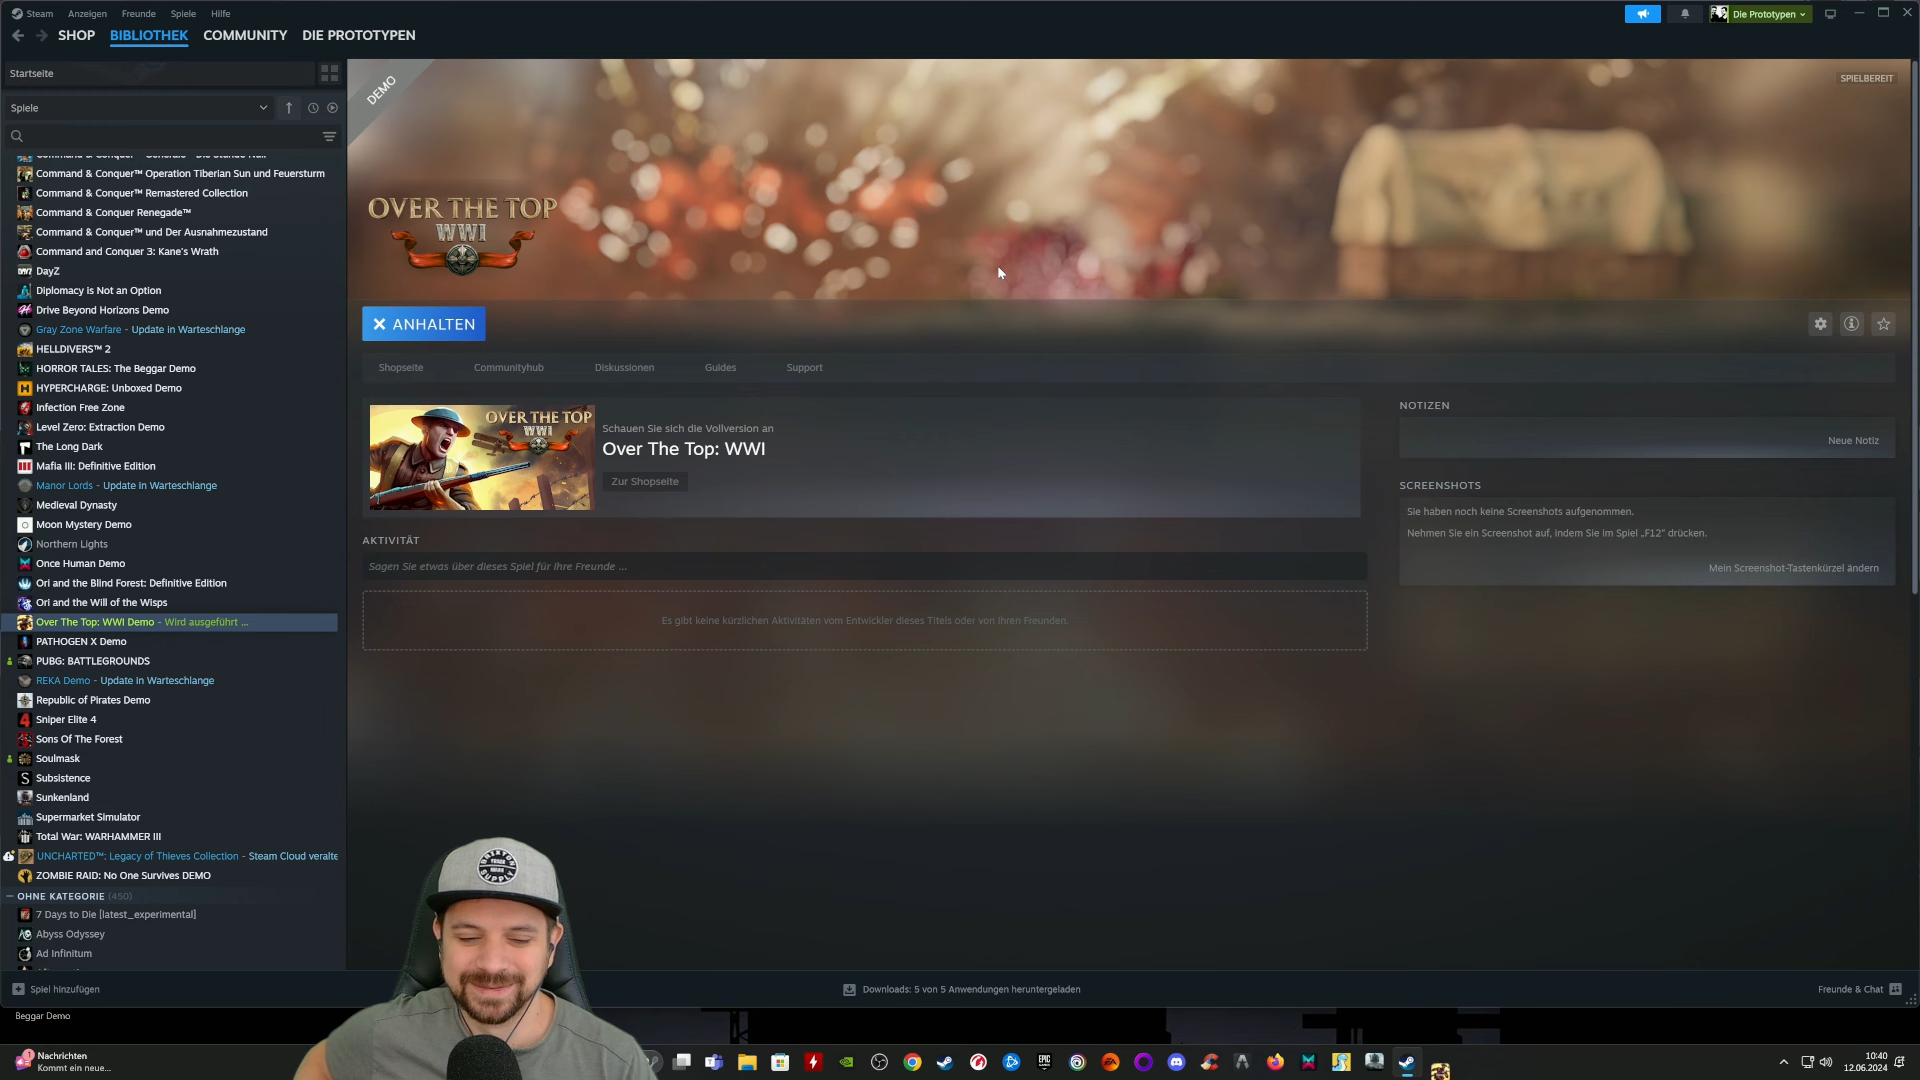 Steam Anzeigen Freunde Spiele Hilfe
Die Prototypen
SHOP BIBLIOTHEK COMMUNITY DIE PROTOTYPEN
Startseite
Spiele
Command & Conquer™ Operation Tiberian Sun und Feuersturm
Command & Conquer™ Remastered Collection
Command & Conquer Renegade™
Command & Conquer™ und Der Ausnahmezustand
Command and Conquer 3: Kane's Wrath
DayZ
Diplomacy is Not an Option
Drive Beyond Horizons Demo
Gray Zone Warfare - Update in Warteschlange
HELLDIVERS™ 2
HORROR TALES: The Beggar Demo
HYPERCHARGE: Unboxed Demo
Infection Free Zone
Level Zero: Extraction Demo
The Long Dark
Mafia III: Definitive Edition
Manor Lords - Update in Warteschlange
Medieval Dynasty
Moon Mystery Demo
Northern Lights
Once Human Demo
Ori and the Blind Forest: Definitive Edition
Ori and the Will of the Wisps
Over The Top: WWI Demo - Wird ausgeführt ...
PATHOGEN X Demo
PUBG: BATTLEGROUNDS
REKA Demo - Update in Warteschlange
Republic of Pirates Demo
Sniper Elite 4
Sons Of The Forest
Soulmask
Subsistence
Sunkenland
Supermarket Simulator
Total War: WARHAMMER III
UNCHARTED™: Legacy of Thieves Collection - Steam Cloud veralte
ZOMBIE RAID: No One Survives DEMO
OHNE KATEGORIE (450)
7 Days to Die [latest_experimental]
Abyss Odyssey
Ad Infinitum
Spiel hinzufügen
DEMO
SPIELBEREIT
OVER THE TOP
WWI
ANHALTEN
Shopseite Communityhub Diskussionen Guides Support
OVER THE TOP
WWI
Schauen Sie sich die Vollversion an
Over The Top: WWI
Zur Shopseite
AKTIVITÄT
Sagen Sie etwas über dieses Spiel für Ihre Freunde ...
Es gibt keine kürzlichen Aktivitäten vom Entwickler dieses Titels oder von Ihren Freunden.
NOTIZEN
Neue Notiz
SCREENSHOTS
Sie haben noch keine Screenshots aufgenommen.
Nehmen Sie ein Screenshot auf, indem Sie im Spiel „F12“ drücken.
Mein Screenshot-Tastenkürzel ändern
Downloads: 5 von 5 Anwendungen heruntergeladen
Freunde & Chat
Beggar Demo
Nachrichten
Kommt ein neue...
EPIC
EA
10:40
12.06.2024